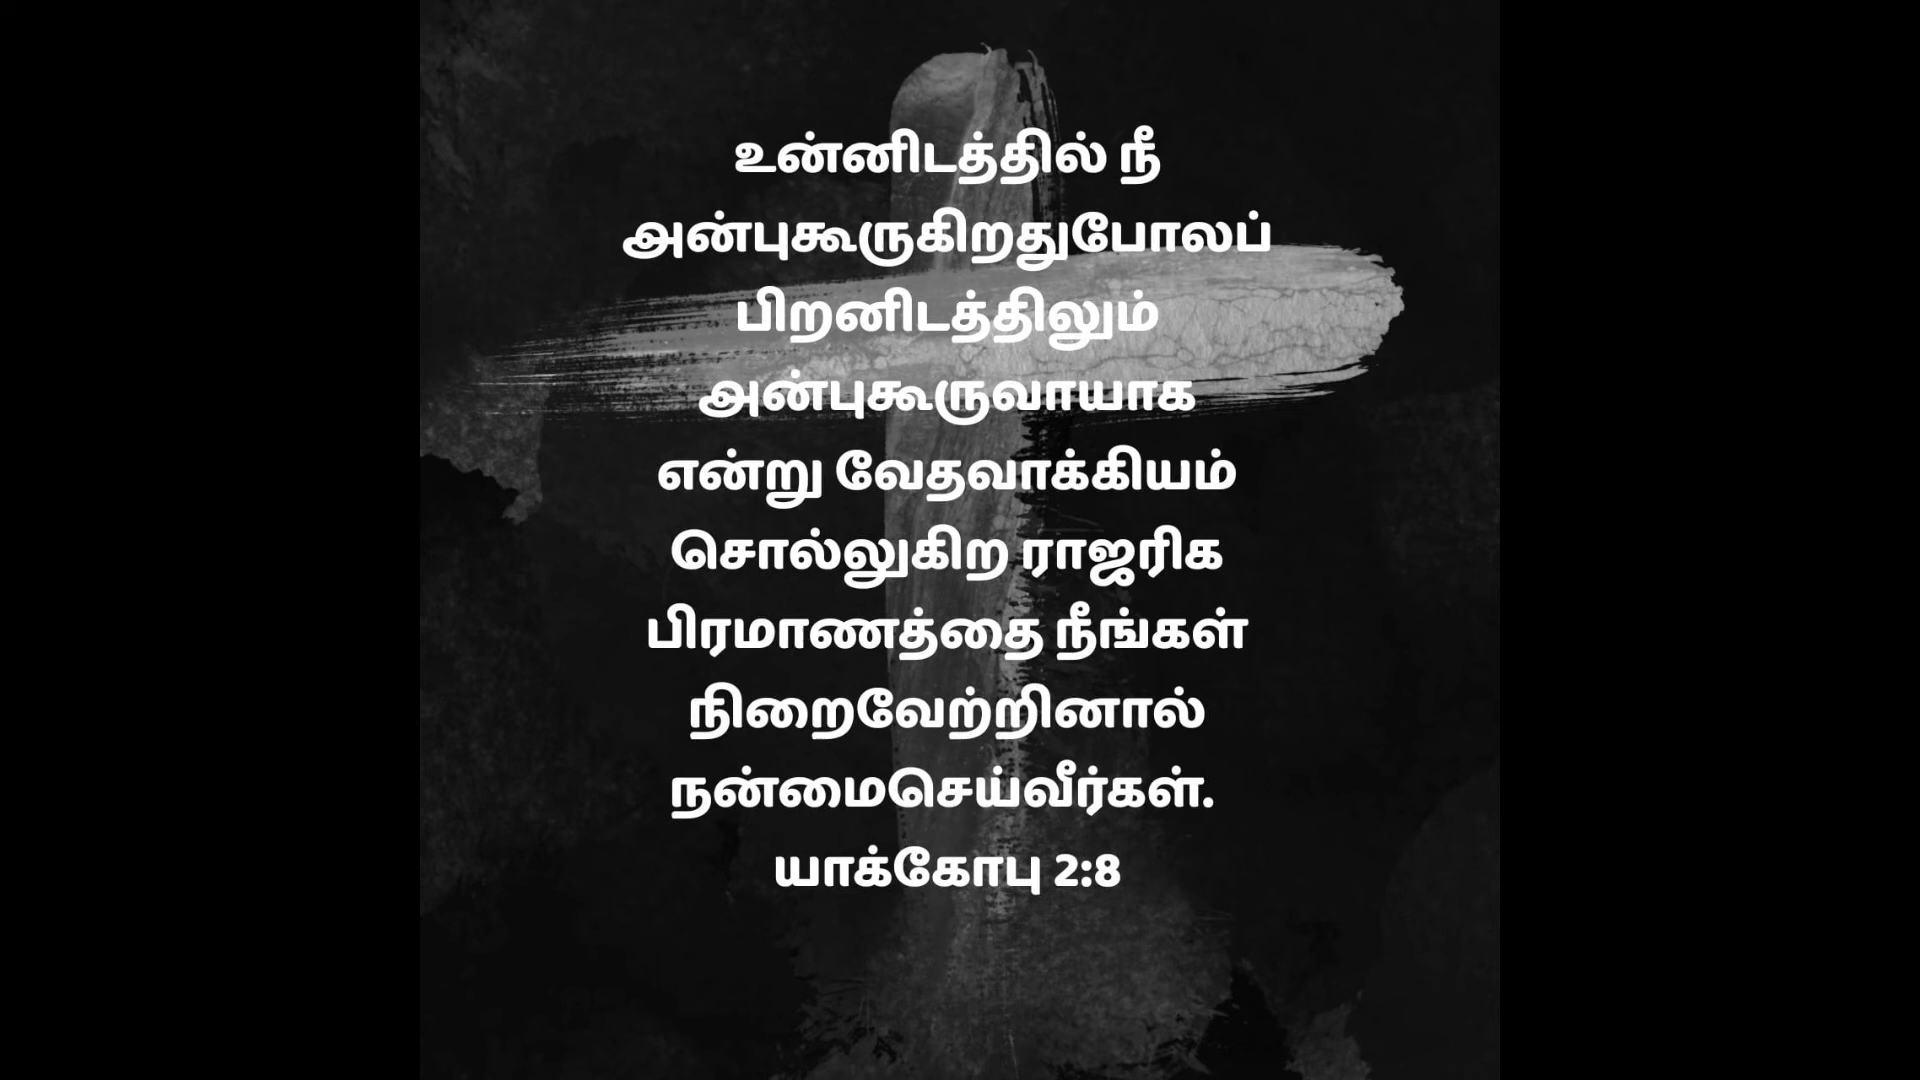 உன்னிடத்தில் நீ
அன்புகூருகிறதுபோலப்
பிறனிடத்திலும்
அன்புகூருவாயாக
என்று வேதவாக்கியம்
சொல்லுகிற ராஜரிக
பிரமாணத்தை நீங்கள்
நிறைவேற்றினால்
நன்மைசெய்வீர்கள்.
யாக்கோபு 2:8